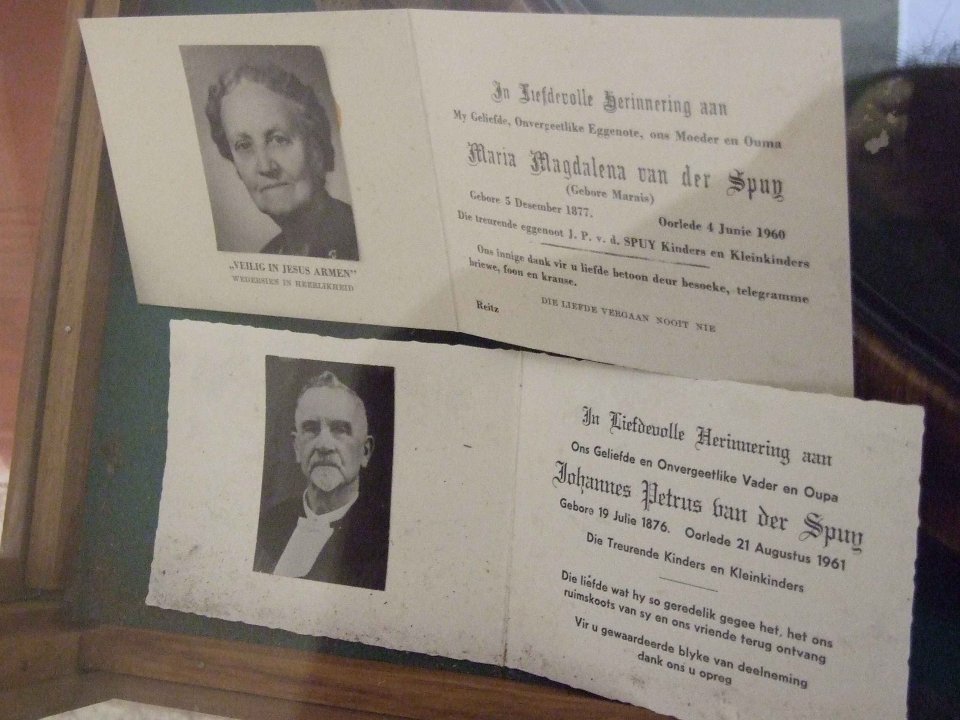 „VEILIG IN JESUS ARMEN”
WEDERSIES IN HEERLIKHEID
In Liefdevolle Herinnering aan
My Geliefde, Onvergeetlike Eggenote, ons Moeder en Ouma
Maria Magdalena van der Spuy
(Gebore Marais)
Gebore 5 Desember 1877.
Oorlede 4 Junie 1960
Die treurende eggenoot J. P. v. d. SPUY Kinders en Kleinkinders
Ons innige dank vir u liefde betoon deur besoeke, telegramme
briewe, foon en kranse.
Reitz
DIE LIEFDE VERGAAN NOOIT NIE
In Liefdevolle Herinnering aan
Ons Geliefde en Onvergeetlike Vader en Oupa
Johannes Petrus van der Spuy
Gebore 19 Julie 1876. Oorlede 21 Augustus 1961
Die Treurende Kinders en Kleinkinders
Die liefde wat hy so geredelik gegee het, het ons
ruimskoots van sy en ons vriende terug ontvang
Vir u gewaardeerde blyke van deelneming
dank ons u opreg